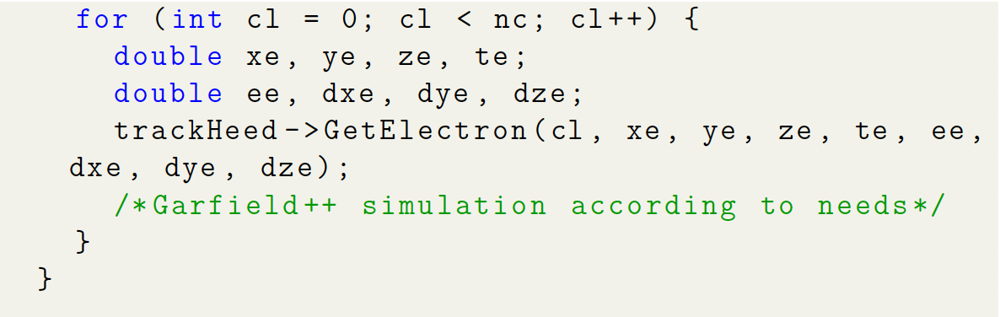 for (int cl = 0; cl < nc; cl++) {
double xe, ye, ze, te;
double ee, dxe, dye, dze;
trackHeed->GetElectron(cl, xe, ye, ze, te, ee,
dxe, dye, dze);
/*Garfield++ simulation according to needs*/
}
}